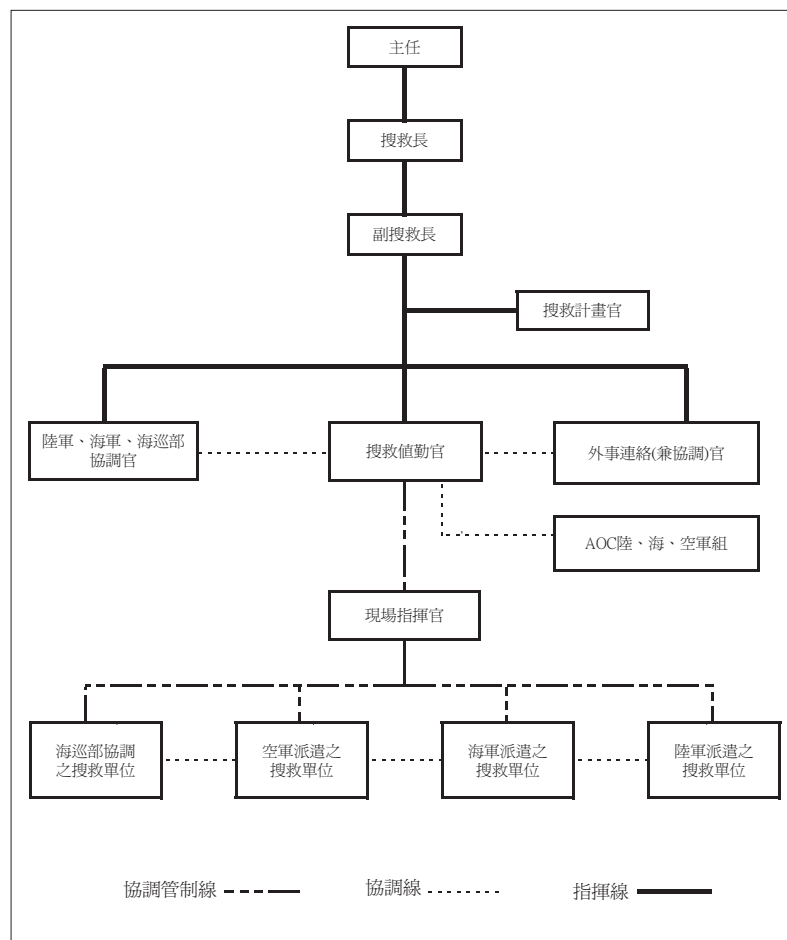 主任
搜救長
副搜救長
搜救計畫官
陸軍、海軍、海巡部
協調官
搜救值勤官
外事連絡(兼協調)官
AOC陸、海、空軍組
現場指揮官
海巡部協調
之搜救單位
空軍派遣之
搜救單位
海軍派遣之
搜救單位
陸軍派遣之
搜救單位
協調管制線
協調線
指揮線